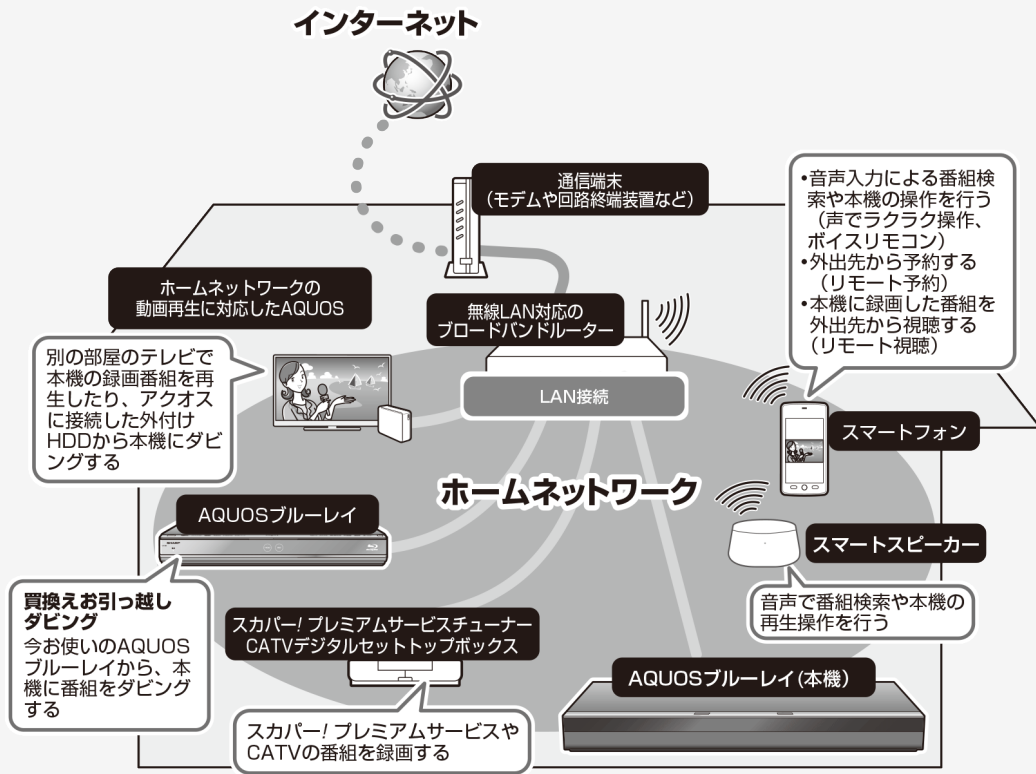 インターネット
通信端末
（モデムや回路終端装置など）
•音声入力による番組検
索や本機の操作を行う
（声でラクラク操作、
ボイスリモコン）
•外出先から予約する
（リモート予約）
•本機に録画した番組を
外出先から視聴する
（リモート視聴）
ホームネットワークの
動画再生に対応したAQUOS
無線LAN対応の
ブロードバンドルーター
別の部屋のテレビで
本機の録画番組を再
生したり、アクオス
に接続した外付け
HDDから本機にダビ
ングする
LAN接続
スマートフォン
ホームネットワーク
AQUOSブルーレイ
スマートスピーカー
買換えお引っ越し
ダビング
今お使いのAQUOS
ブルーレイから、本
機に番組をダビング
する
音声で番組検索や本機の
再生操作を行う
スカパー! プレミアムサービスチューナー
CATVデジタルセットトップボックス
AQUOSブルーレイ(本機）
スカパー! プレミアムサービスや
CATVの番組を録画する